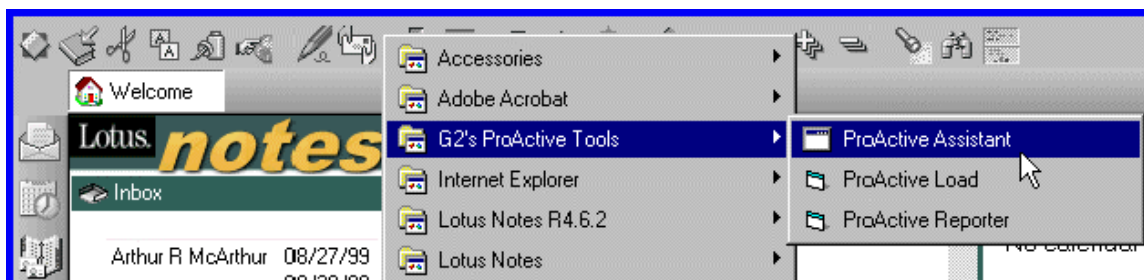 Welcome
Lotus. notes
Inbox
Arthur R McArthur 08/27/99
Accessories
Adobe Acrobat
G2's ProActive Tools
Internet Explorer
Lotus Notes R4.6.2
Lotus Notes
ProActive Assistant
ProActive Load
ProActive Reporter
No calendar